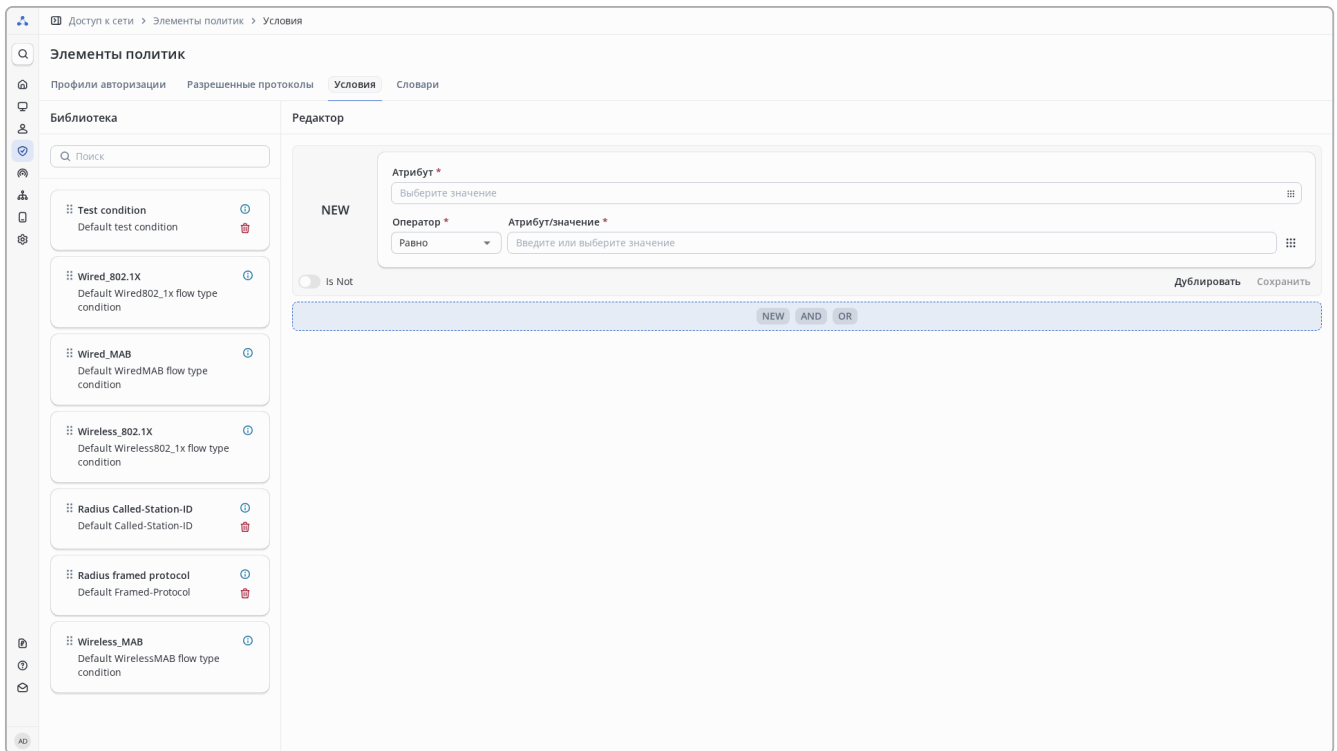 Доступ к сети > Элементы политик > Условия
Элементы политик
Профили авторизации Разрешенные протоколы Условия Словари
Библиотека
Поиск
Test condition
Default test condition
Wired_802.1X
Default Wired802_1x flow type
condition
Wired_MAB
Default WiredMAB flow type
condition
Wireless_802.1X
Default Wireless802_1x flow type
condition
Radius Called-Station-ID
Default Called-Station-ID
Radius framed protocol
Default Framed-Protocol
Wireless_MAB
Default WirelessMAB flow type
condition
AD
Редактор
NEW
Атрибут *
Выберите значение
Оператор * Атрибут/значение *
Равно Введите или выберите значение
Is Not Дублировать Сохранить
NEW AND OR